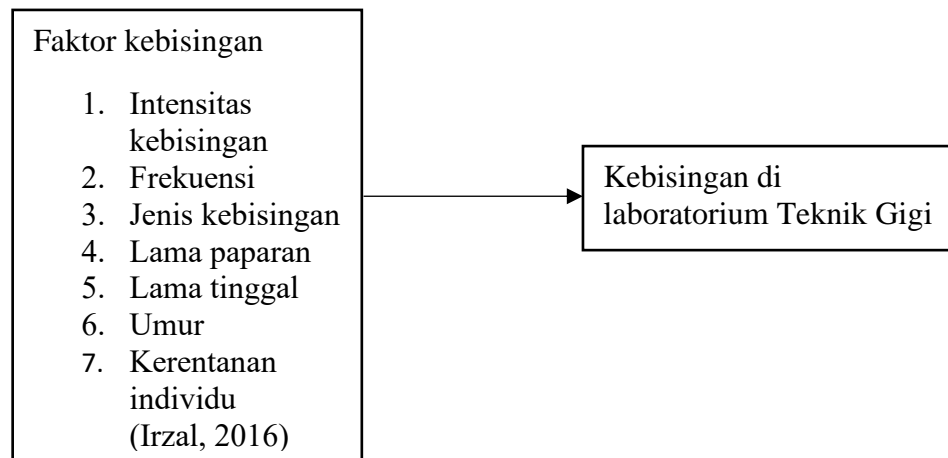 Faktor kebisingan
1. Intensitas
kebisingan
2. Frekuensi
3. Jenis kebisingan
4. Lama paparan
5. Lama tinggal
6. Umur
7. Kerentanan
individu
(Irzal, 2016)
Kebisingan di
laboratorium Teknik Gigi